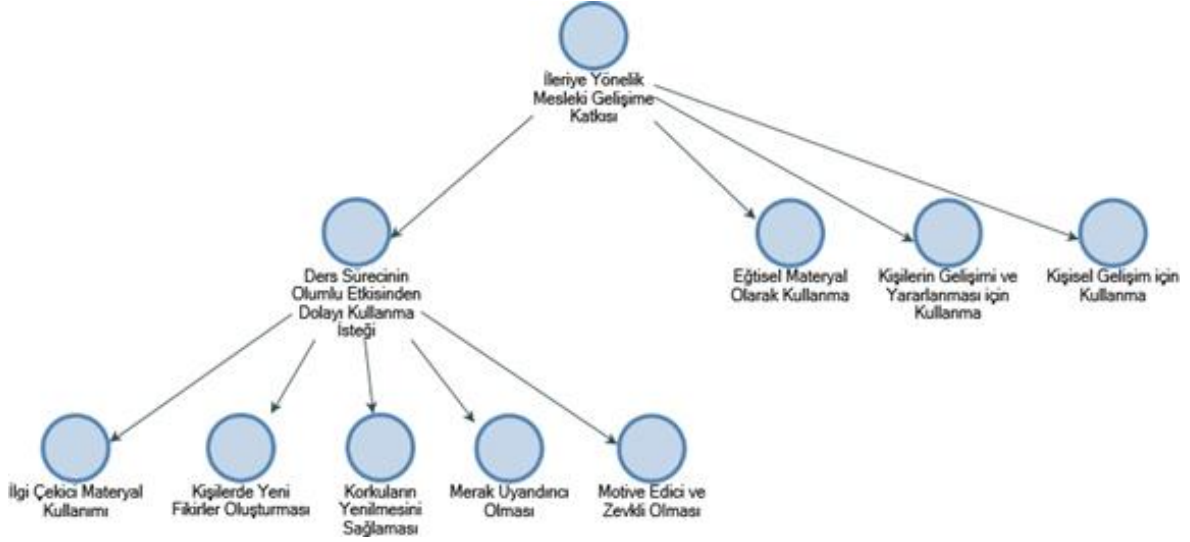 İleriye Yönelik
Mesleki Gelişime
Katkısı
Ders Sürecinin
Olumlu Etkisinden
Dolayı Kullanma
İsteği
Eğtisel Materyal
Olarak Kullanma
Kişilerin Gelişimi ve
Yararlanması için
Kullanma
Kişisel Gelişim için
Kullanma
İlgi Çekici Materyal
Kullanımı
Kişilerde Yeni
Fikirler Oluşturması
Korkuların
Yenilmesini
Sağlaması
Merak Uyandırıcı
Olması
Motive Edici ve
Zevkli Olması